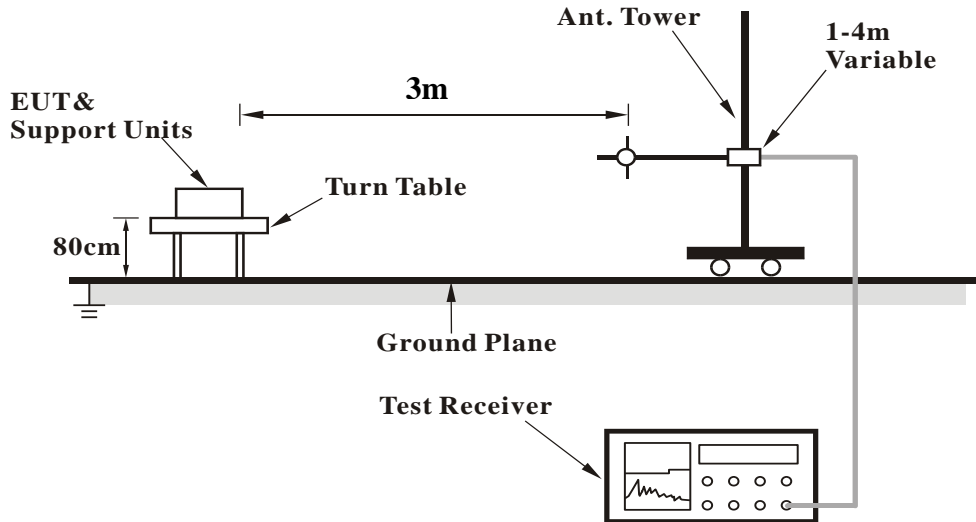 Ant. Tower
1-4m
Variable
3m
EUT&
Support Units
Turn Table
80cm
Ground Plane
Test Receiver